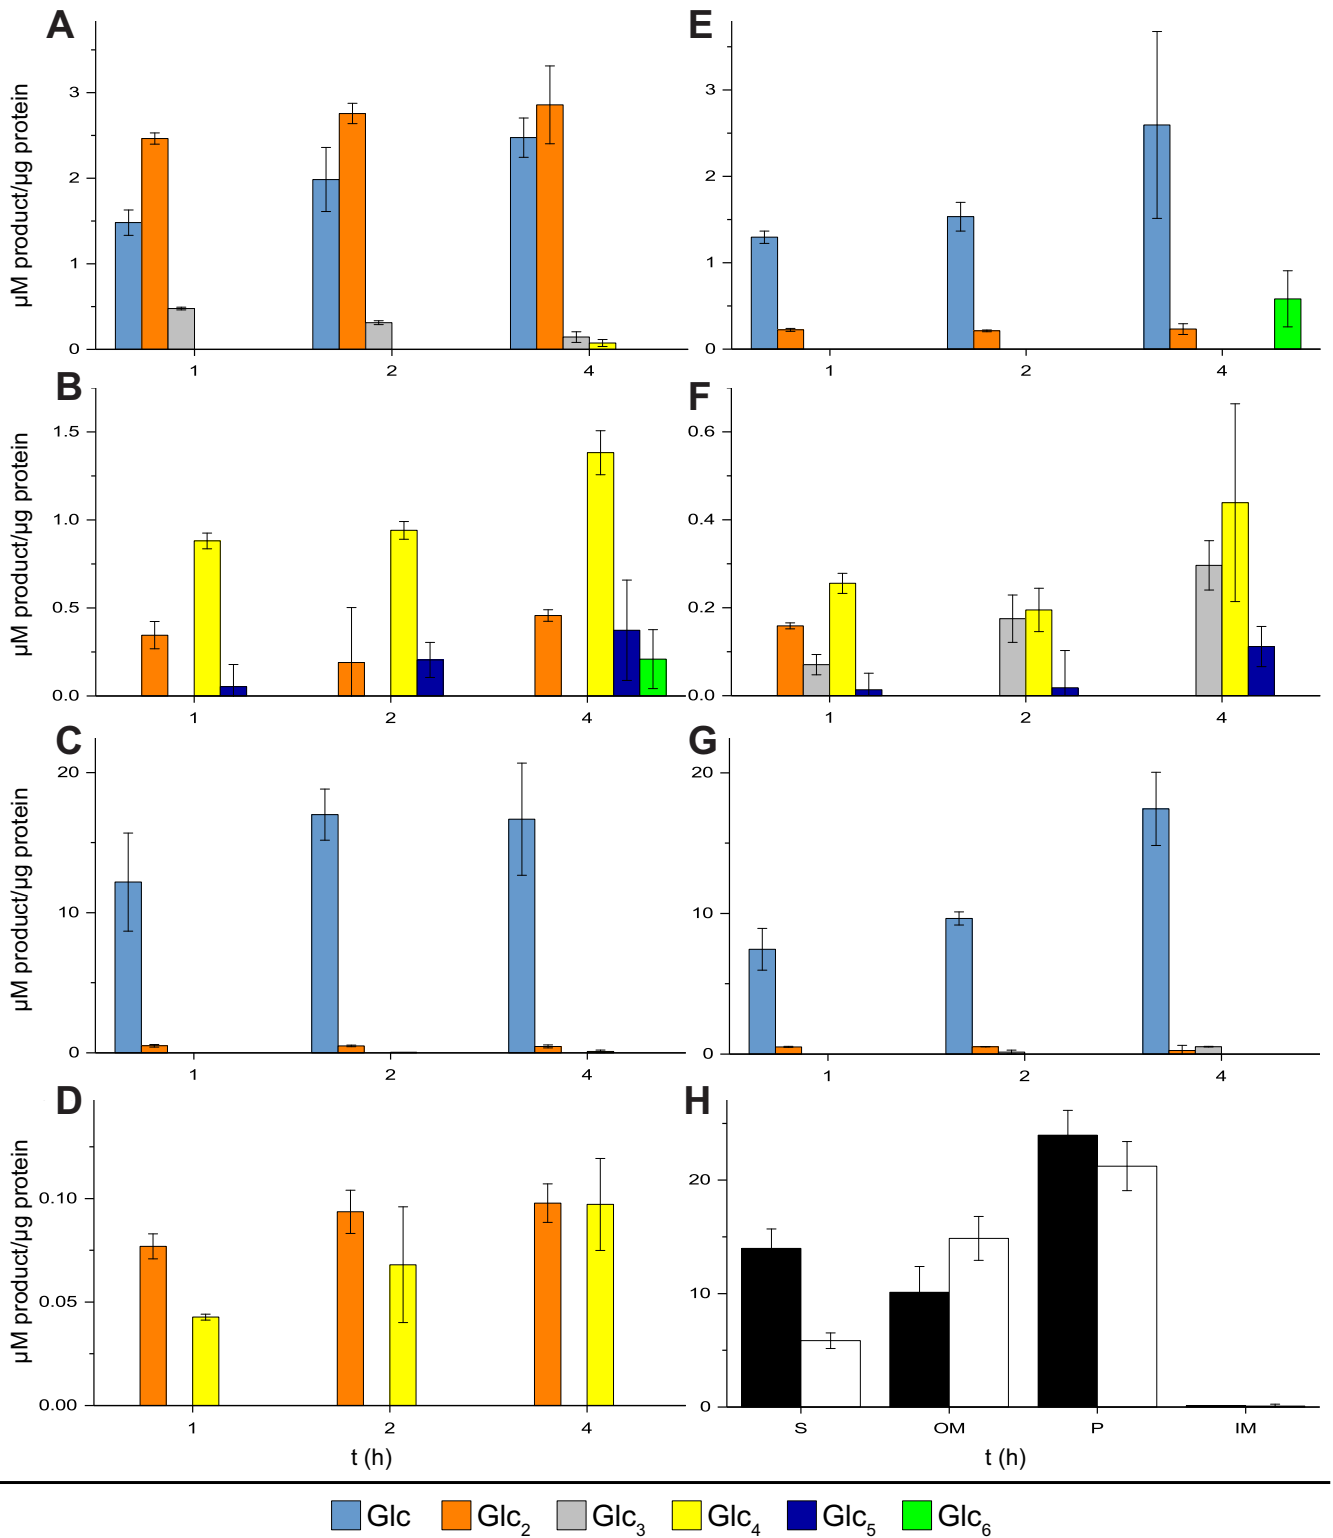 A
µM product/µg protein
3
2
1
0
1 2 4
E
3
2
1
0
1 2 4
B
µM product/µg protein
1.5
1.0
0.5
0.0
1 2 4
F
0.6
0.4
0.2
0.0
1 2 4
C
µM product/µg protein
20
10
0
1 2 4
G
20
10
0
1 2 4
D
µM product/µg protein
0.10
0.05
0.00
1 2 4
t (h)
H
20
10
0
S OM P IM
t (h)
Glc Glc2 Glc3 Glc4 Glc5 Glc6